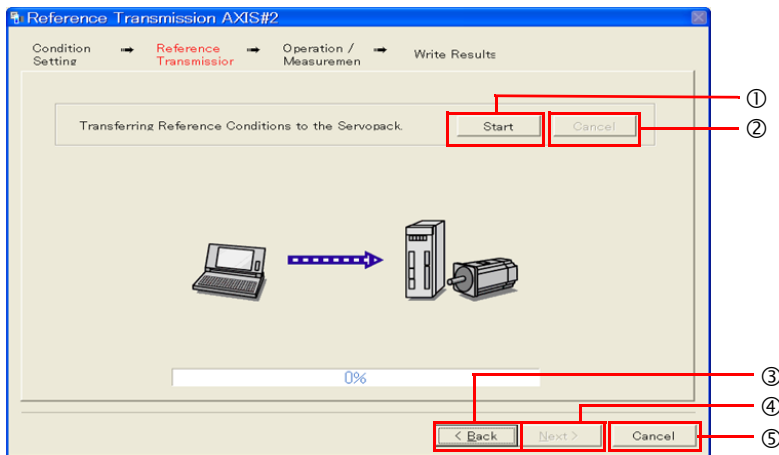 Reference Transmission AXIS#2
Condition Setting
Reference Transmissior
Operation / Measuremen
Write Results
Transferring Reference Conditions to the Servopack.
Start
Cancel
①
②
0%
③
④
< Back
Next >
Cancel
⑤